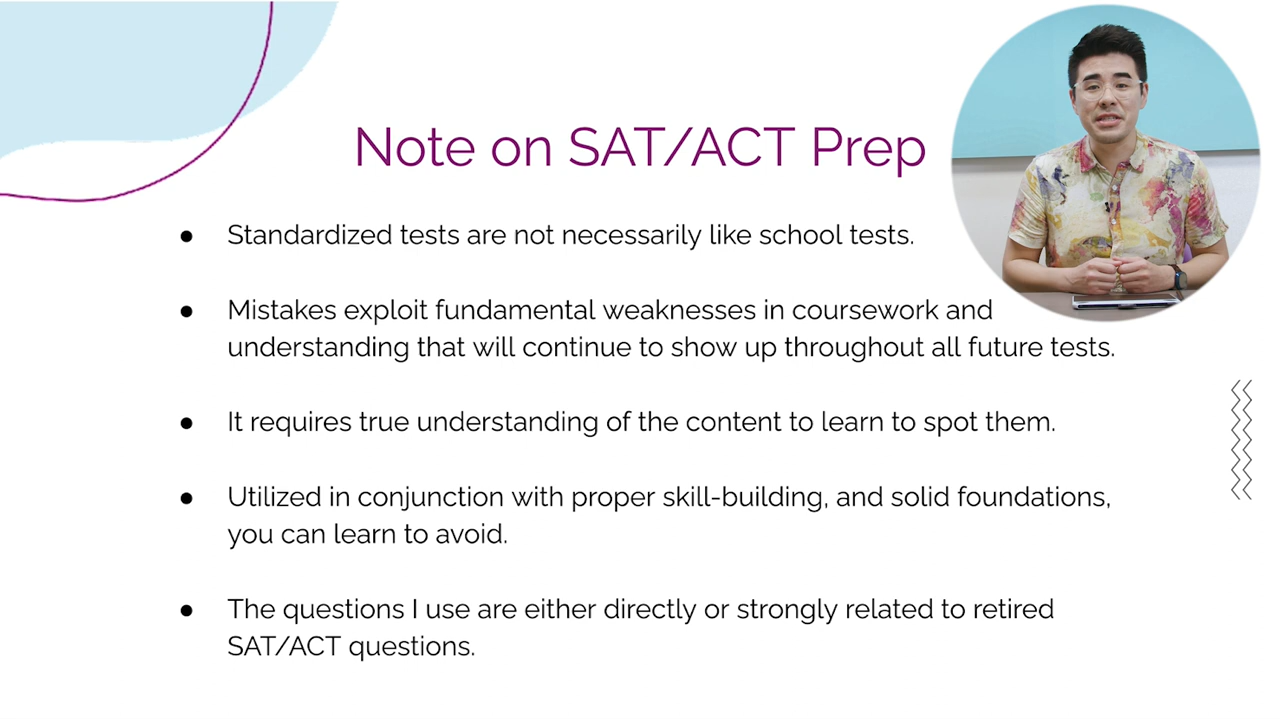 Note on SAT/ACT Prep
● Standardized tests are not necessarily like school tests.
● Mistakes exploit fundamental weaknesses in coursework and
understanding that will continue to show up throughout all future tests.
● It requires true understanding of the content to learn to spot them.
● Utilized in conjunction with proper skill-building, and solid foundations,
you can learn to avoid.
● The questions I use are either directly or strongly related to retired
SAT/ACT questions.